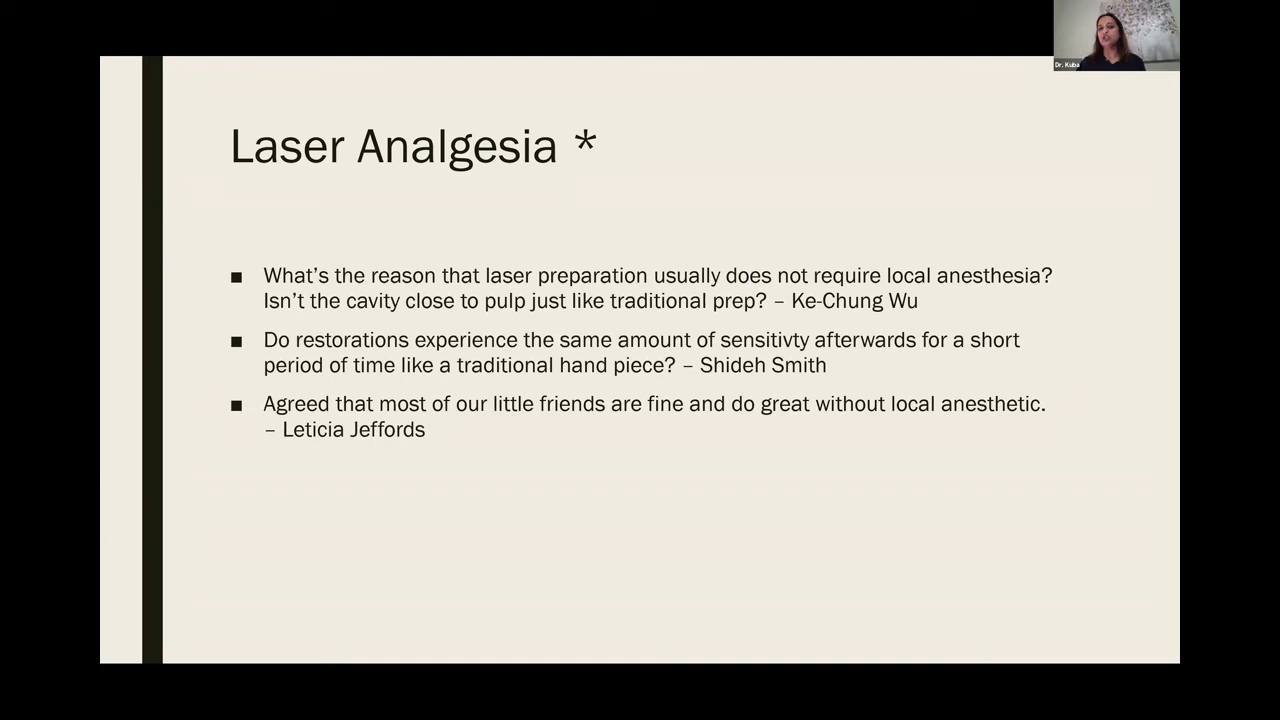 Dr. Kuba
Laser Analgesia *
■ What's the reason that laser preparation usually does not require local anesthesia?
Isn't the cavity close to pulp just like traditional prep? – Ke-Chung Wu
■ Do restorations experience the same amount of sensitivty afterwards for a short
period of time like a traditional hand piece? – Shideh Smith
■ Agreed that most of our little friends are fine and do great without local anesthetic.
– Leticia Jeffords